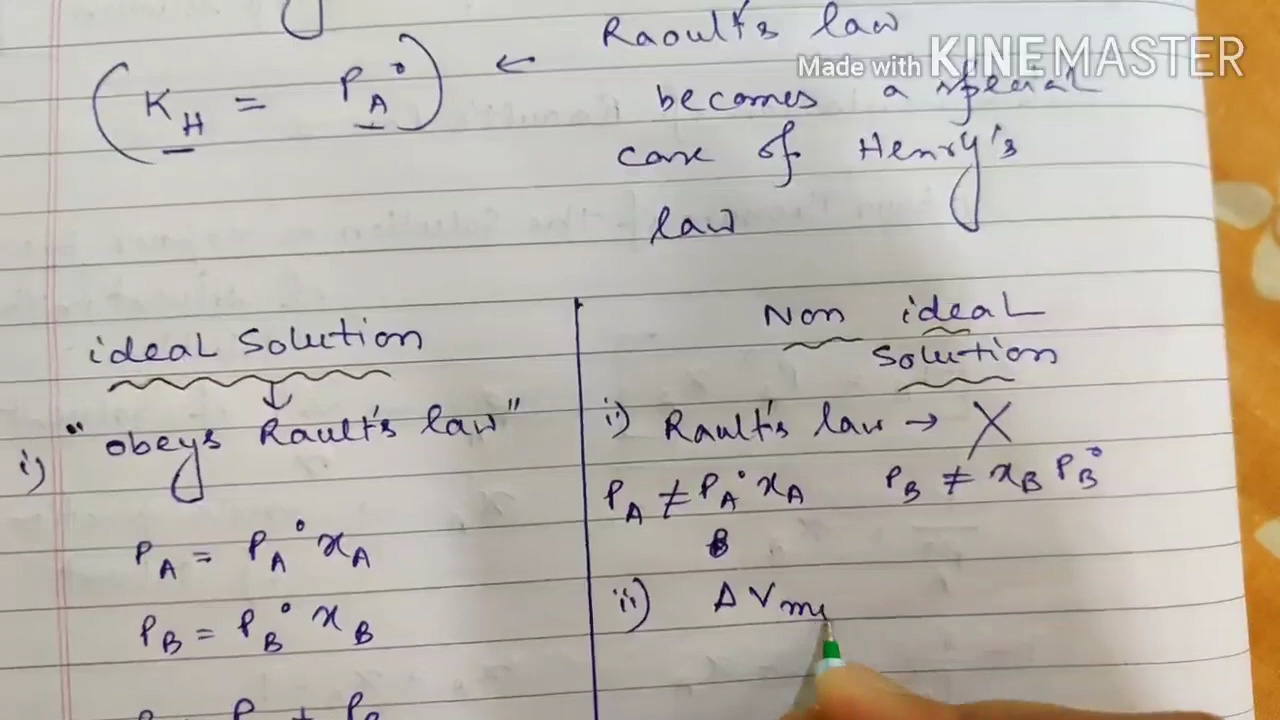 Raoult's law
Made with KINEMASTER
(K_H = P_A°) ← becomes a special
case of Henry's
law
ideal Solution
i) "obeys Rault's law"
P_A = P_A° x_A
P_B = P_B° x_B
Non ideal
Solution
i) Rault's law → X
P_A ≠ P_A° x_A P_B ≠ x_B P_B°
B
ii) ΔV